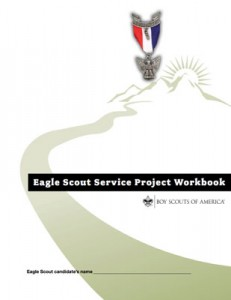 Eagle Scout Service Project Workbook
BOY SCOUTS OF AMERICA®
Eagle Scout candidate's name